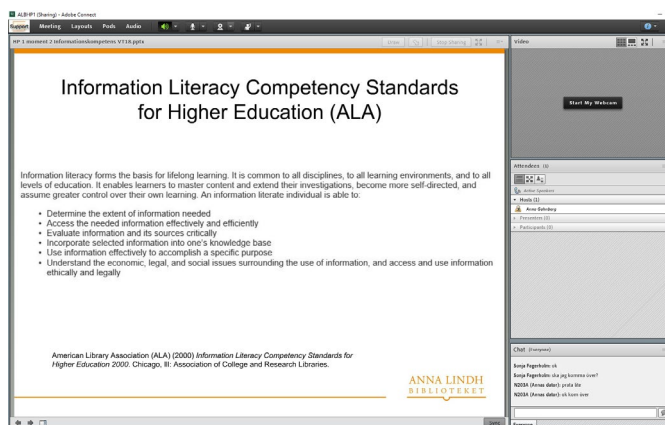 ALBHP1 (Sharing) - Adobe Connect
Support Meeting Layouts Pods Audio
HP 1 moment 2 informationskompetens VT18.pptx
Draw Stop Sharing
Video
Information Literacy Competency Standards
for Higher Education (ALA)
Information literacy forms the basis for lifelong learning. It is common to all disciplines, to all learning environments, and to all
levels of education. It enables learners to master content and extend their investigations, become more self-directed, and
assume greater control over their own learning. An information literate individual is able to:
• Determine the extent of information needed
• Access the needed information effectively and efficiently
• Evaluate information and its sources critically
• Incorporate selected information into one's knowledge base
• Use information effectively to accomplish a specific purpose
• Understand the economic, legal, and social issues surrounding the use of information, and access and use information
ethically and legally
American Library Association (ALA) (2000) Information Literacy Competency Standards for
Higher Education 2000. Chicago, Ill: Association of College and Research Libraries.
ANNA LINDH
BIBLIOTEKET
Sync
Start My Webcam
Attendees (1)
Active Speakers
Hosts (1)
Presenters (0)
Participants (0)
Chat (Everyone)
Sonja Fagerholm: ok
Sonja Fagerholm: ska jag komma över?
N203A (Annas dator): prata lite
N203A (Annas dator): ok kom över
Everyone